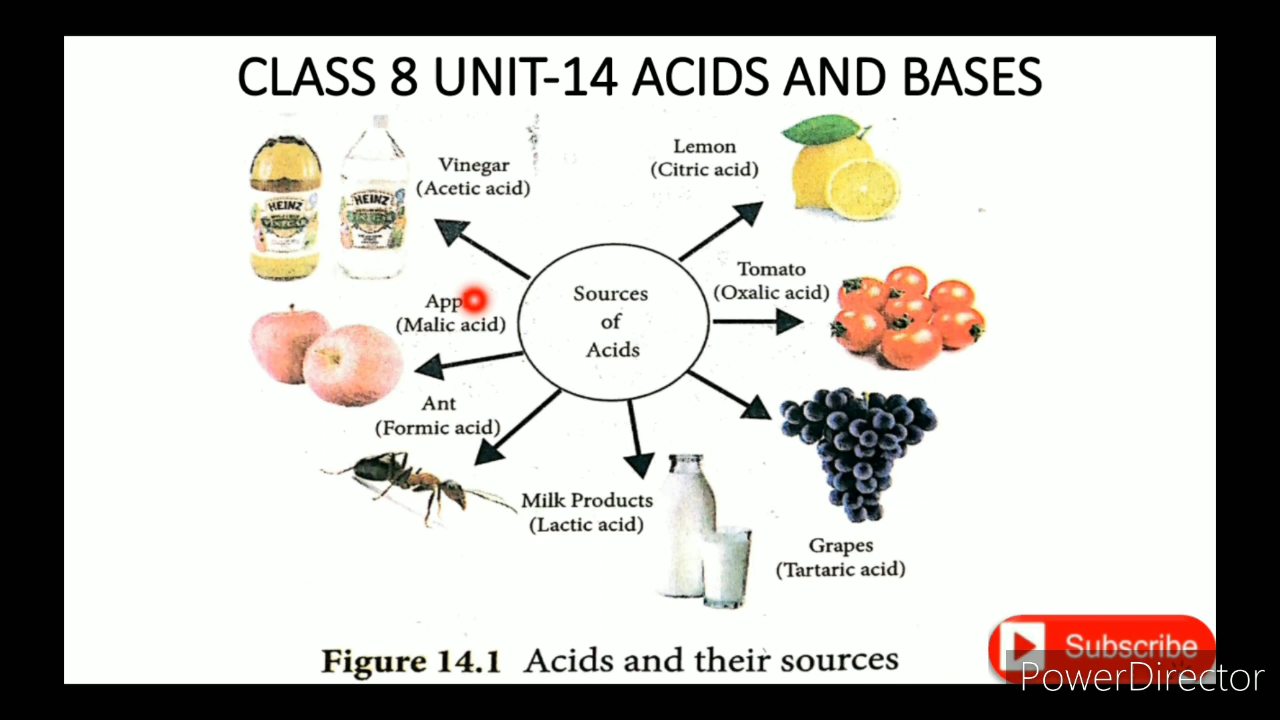 CLASS 8 UNIT-14 ACIDS AND BASES
Vinegar
(Acetic acid)
Lemon
(Citric acid)
HEINZ
HEINZ
Tomato
(Oxalic acid)
Sources
of
Acids
(Malic acid)
Ant
(Formic acid)
Milk Products
(Lactic acid)
Grapes
(Tartaric acid)
Figure 14.1 Acids and their sources
Subscribe
PowerDirector